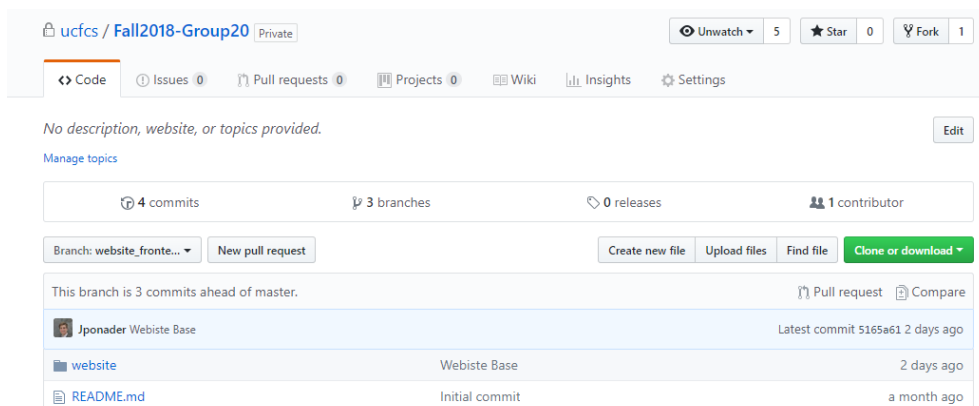 ucfcs / Fall2018-Group20 Private Unwatch 5 Star 0 Fork 1
Code Issues 0 Pull requests 0 Projects 0 Wiki Insights Settings
No description, website, or topics provided. Edit
Manage topics
4 commits 3 branches 0 releases 1 contributor
Branch: website_fronte... New pull request Create new file Upload files Find file Clone or download
This branch is 3 commits ahead of master. Pull request Compare
Jponader Webiste Base Latest commit 5165a61 2 days ago
website Webiste Base 2 days ago
README.md Initial commit a month ago